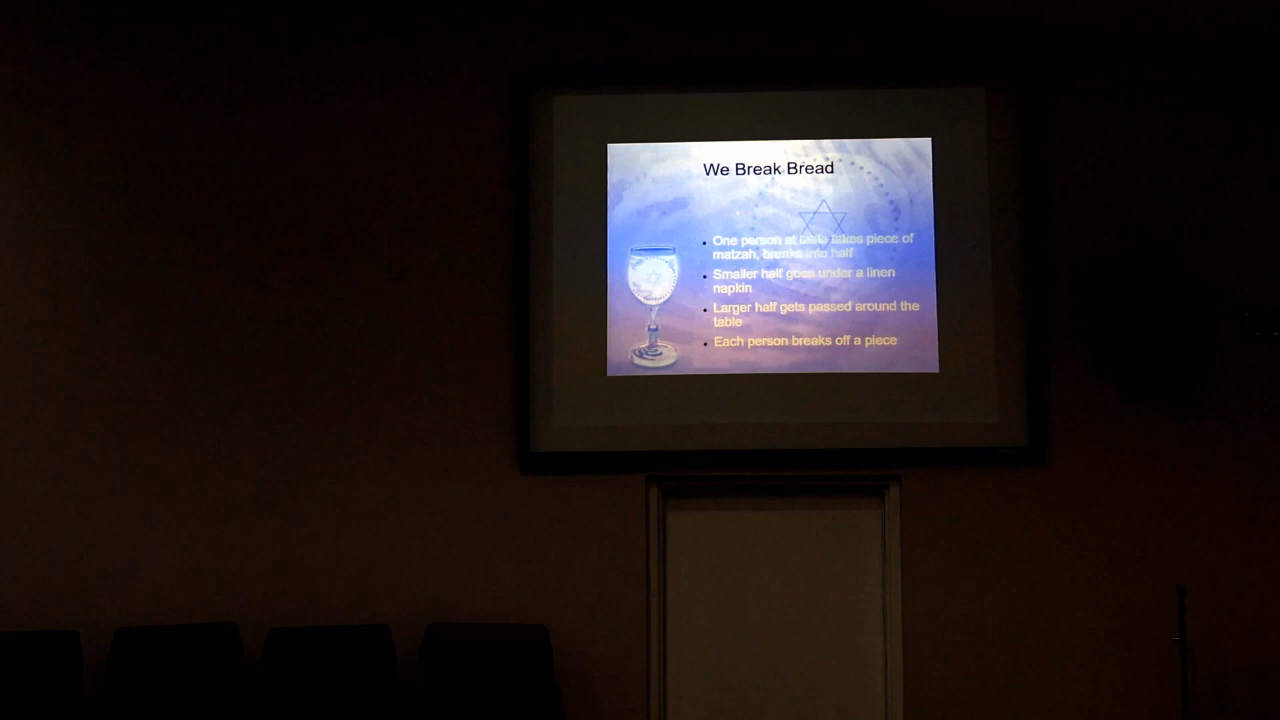 We Break Bread
• One person at table takes piece of
matzah, breaks into half
• Smaller half goes under a linen
napkin
• Larger half gets passed around the
table
• Each person breaks off a piece